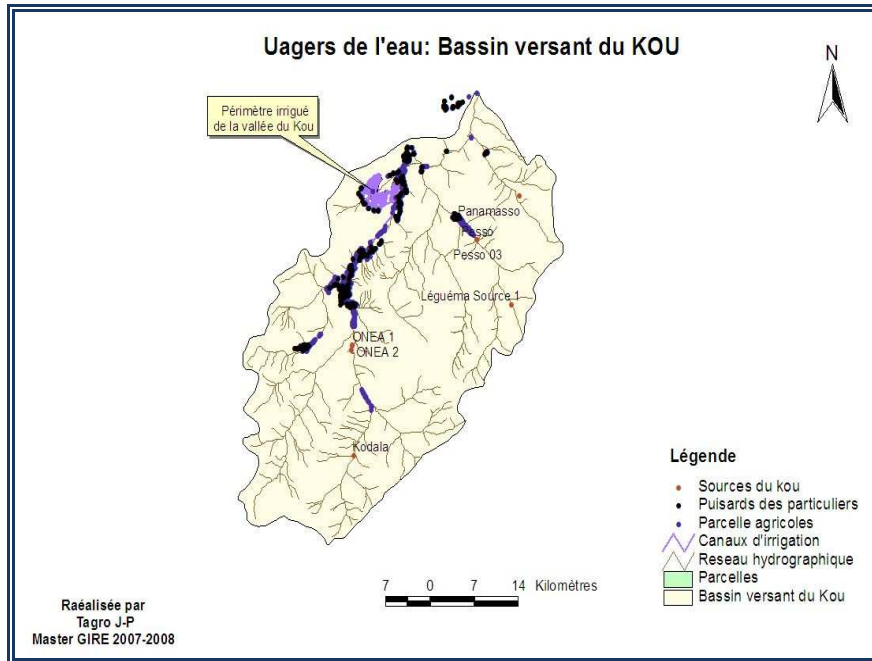 Uagers de l'eau: Bassin versant du KOU
N
Périmètre irrigué
de la vallée du Kou
Panamasso
Pesso
Pesso 03
Léguéma Source 1
ONEA 1
ONEA 2
Kodala
Légende
Sources du kou
Puisards des particuliers
Parcelle agricoles
Canaux d'irrigation
Reseau hydrographique
Parcelles
Bassin versant du Kou
7 0 7 14 Kilomètres
Raéalisée par
Tagro J-P
Master GIRE 2007-2008